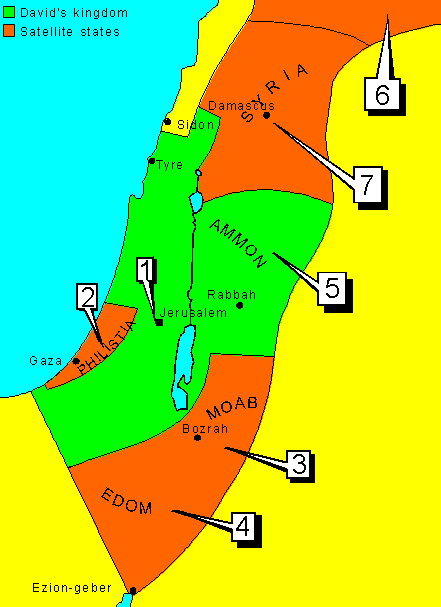 David's kingdom
Satellite states
6
SYRIA
Damascus
Sidon
7
Tyre
AMMON
1
5
2
Rabbah
Jerusalem
PHILISTIA
Gaza
MOAB
Bozrah
3
EDOM
4
Ezion-geber